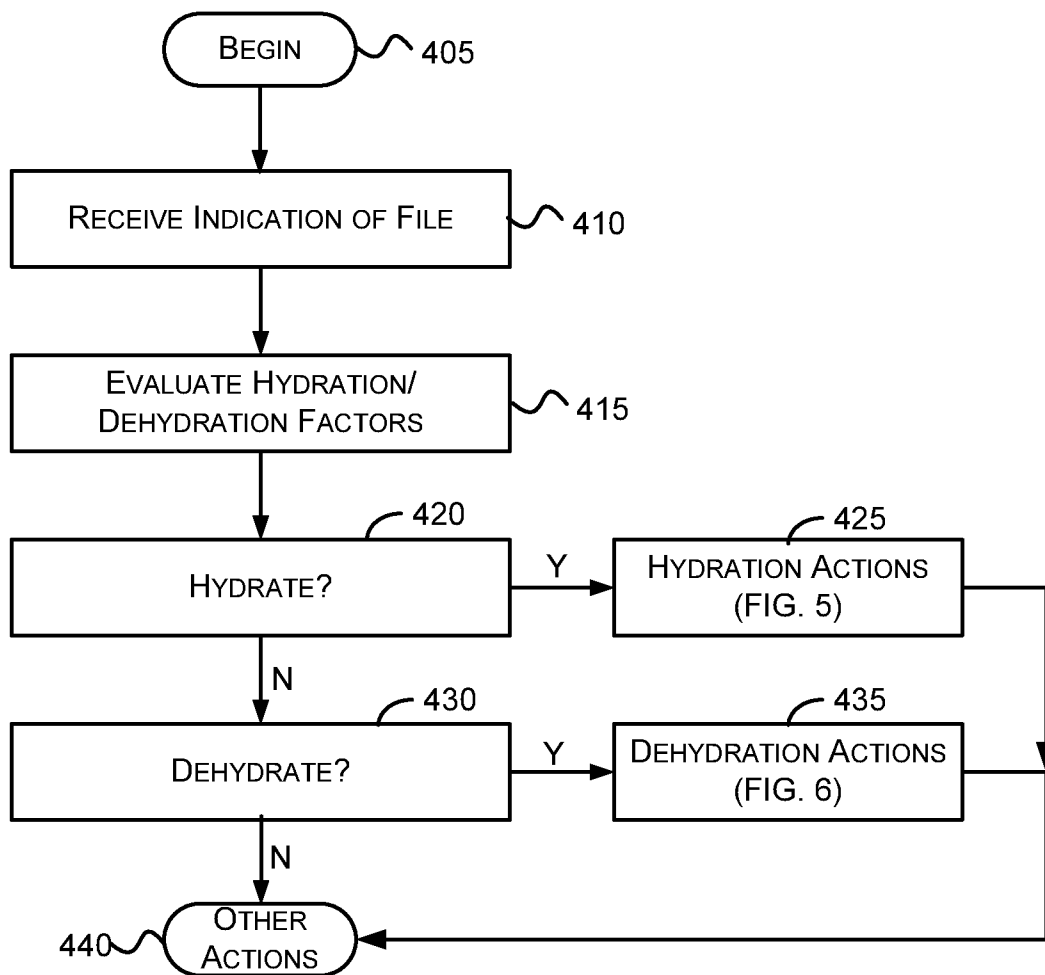 BEGIN
405
RECEIVE INDICATION OF FILE
410
EVALUATE HYDRATION/
DEHYDRATION FACTORS
415
420
425
HYDRATE?
Y
HYDRATION ACTIONS
(FIG. 5)
N
430
435
DEHYDRATE?
Y
DEHYDRATION ACTIONS
(FIG. 6)
N
OTHER
ACTIONS
440